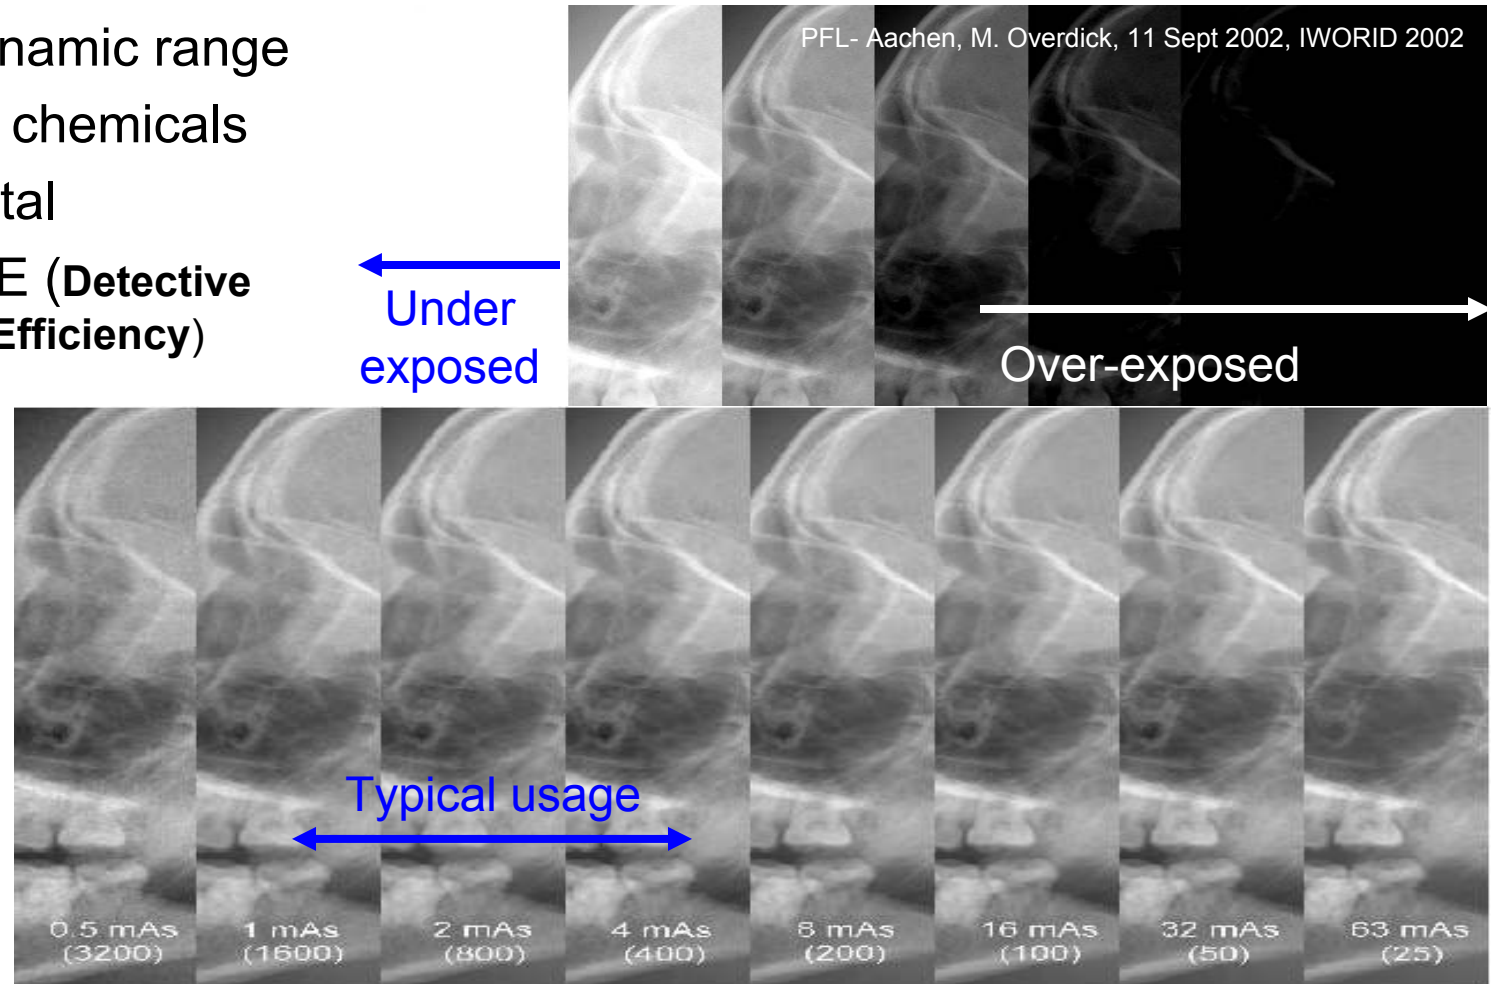 namic range
chemicals
tal
E (Detective
Efficiency)
PFL- Aachen, M. Overdick, 11 Sept 2002, IWORID 2002
Under
exposed
Over-exposed
Typical usage
0.5 mAs 1 mAs 2 mAs 4 mAs 8 mAs 16 mAs 32 mAs 63 mAs
(3200) (1600) (800) (400) (200) (100) (50) (25)